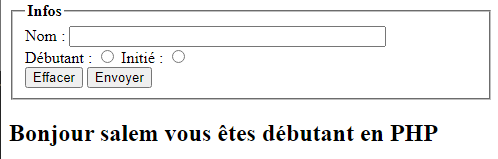 Infos
Nom :
Débutant : Initié :
Effacer Envoyer
Bonjour salem vous êtes débutant en PHP